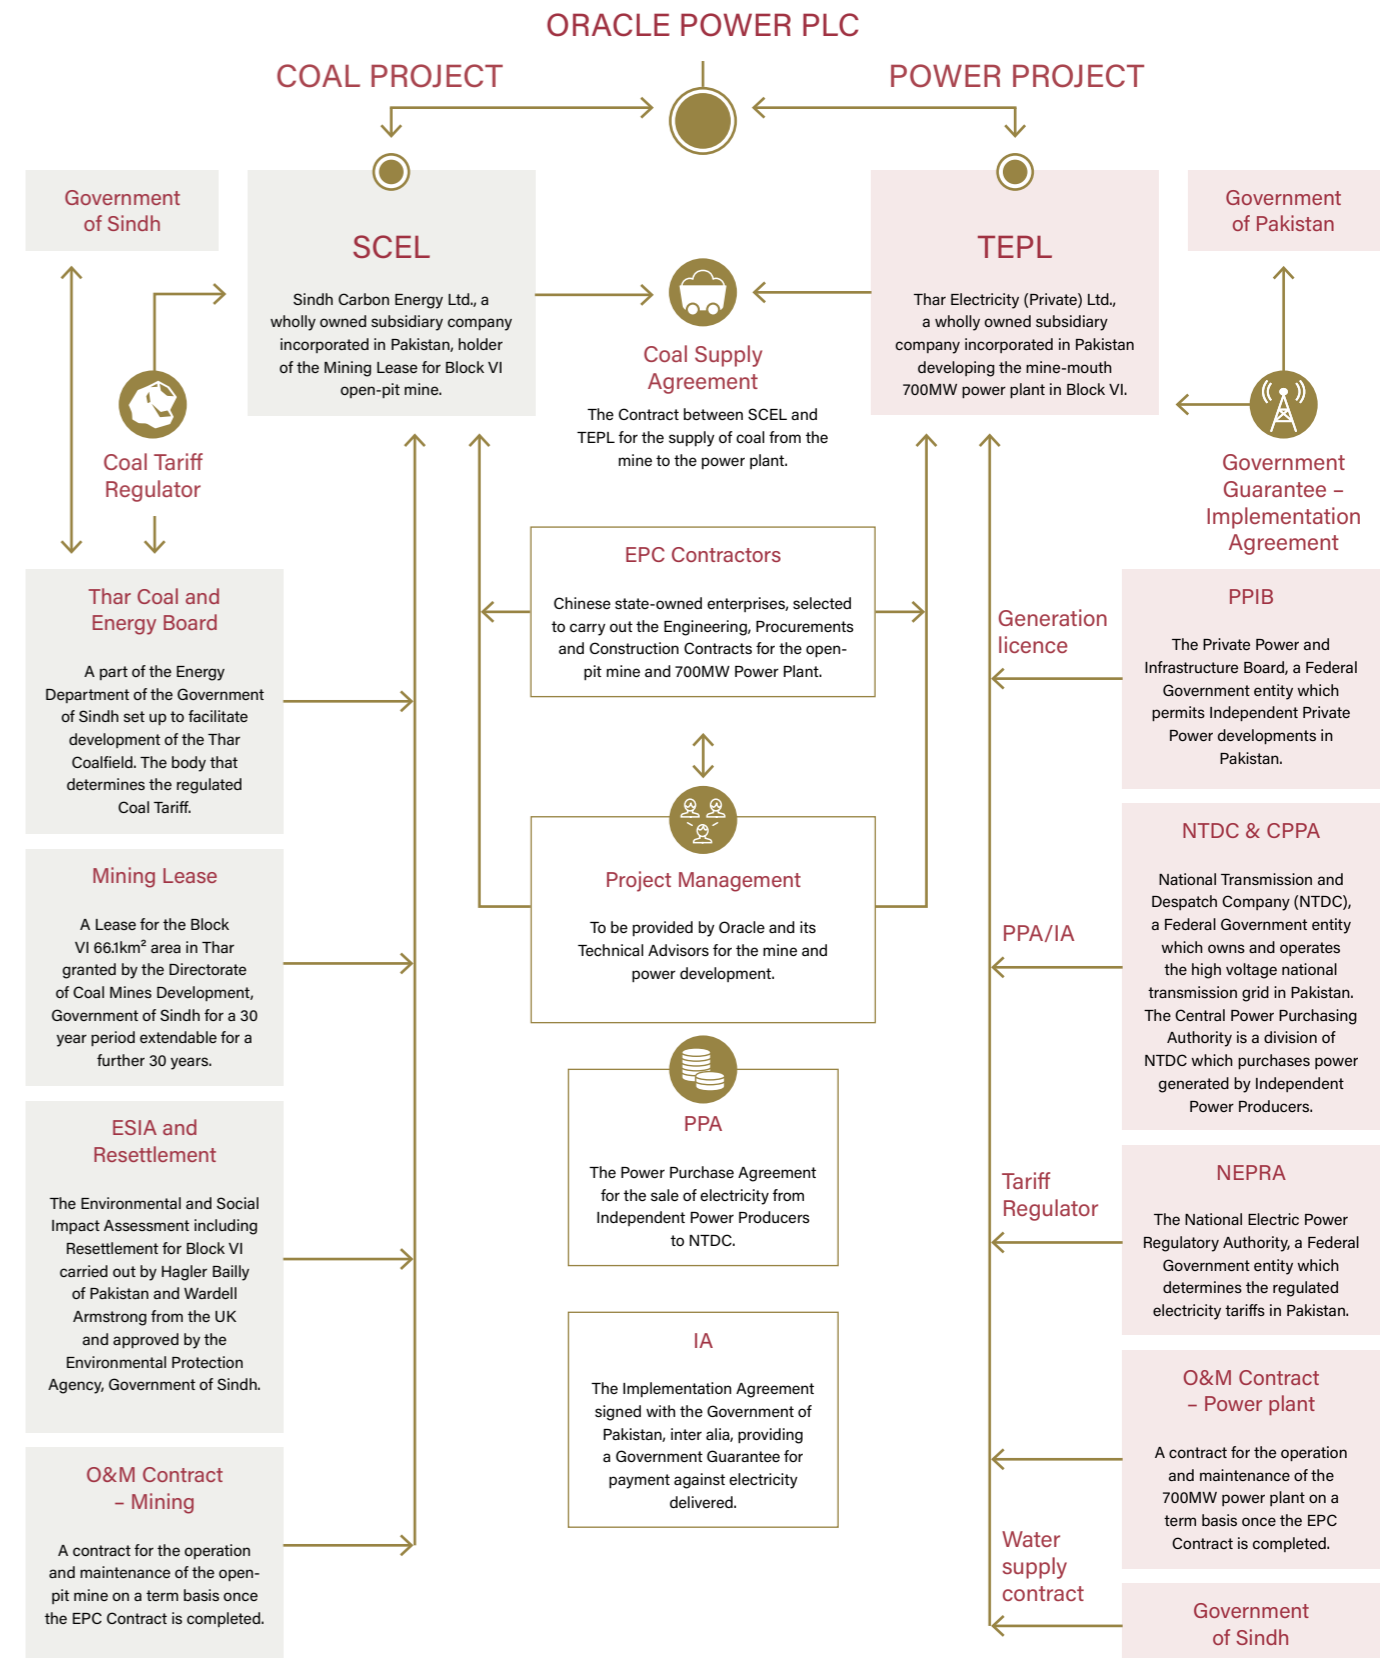 ORACLE POWER PLC
COAL PROJECT
POWER PROJECT
Government
of Sindh
SCEL
Sindh Carbon Energy Ltd., a
wholly owned subsidiary company
incorporated in Pakistan, holder
of the Mining Lease for Block VI
open-pit mine.
Coal Supply
Agreement
The Contract between SCEL and
TEPL for the supply of coal from the
mine to the power plant.
TEPL
Thar Electricity (Private) Ltd.,
a wholly owned subsidiary
company incorporated in Pakistan
developing the mine-mouth
700MW power plant in Block VI.
Government
of Pakistan
Coal Tariff
Regulator
Government
Guarantee –
Implementation
Agreement
Thar Coal and
Energy Board
A part of the Energy
Department of the Government
of Sindh set up to facilitate
development of the Thar
Coalfield. The body that
determines the regulated
Coal Tariff.
Mining Lease
A Lease for the Block
VI 66.1km² area in Thar
granted by the Directorate
of Coal Mines Development,
Government of Sindh for a 30
year period extendable for a
further 30 years.
ESIA and
Resettlement
The Environmental and Social
Impact Assessment including
Resettlement for Block VI
carried out by Hagler Bailly
of Pakistan and Wardell
Armstrong from the UK
and approved by the
Environmental Protection
Agency, Government of Sindh.
O&M Contract
– Mining
A contract for the operation
and maintenance of the open-
pit mine on a term basis once
the EPC Contract is completed.
EPC Contractors
Chinese state-owned enterprises, selected
to carry out the Engineering, Procurements
and Construction Contracts for the open-
pit mine and 700MW Power Plant.
Project Management
To be provided by Oracle and its
Technical Advisors for the mine and
power development.
PPA
The Power Purchase Agreement
for the sale of electricity from
Independent Power Producers
to NTDC.
IA
The Implementation Agreement
signed with the Government of
Pakistan, inter alia, providing
a Government Guarantee for
payment against electricity
delivered.
Generation
licence
PPIB
The Private Power and
Infrastructure Board, a Federal
Government entity which
permits Independent Private
Power developments in
Pakistan.
PPA/IA
NTDC & CPPA
National Transmission and
Despatch Company (NTDC),
a Federal Government entity
which owns and operates
the high voltage national
transmission grid in Pakistan.
The Central Power Purchasing
Authority is a division of
NTDC which purchases power
generated by Independent
Power Producers.
Tariff
Regulator
NEPRA
The National Electric Power
Regulatory Authority, a Federal
Government entity which
determines the regulated
electricity tariffs in Pakistan.
O&M Contract
– Power plant
A contract for the operation
and maintenance of the
700MW power plant on a
term basis once the EPC
Contract is completed.
Water
supply
contract
Government
of Sindh